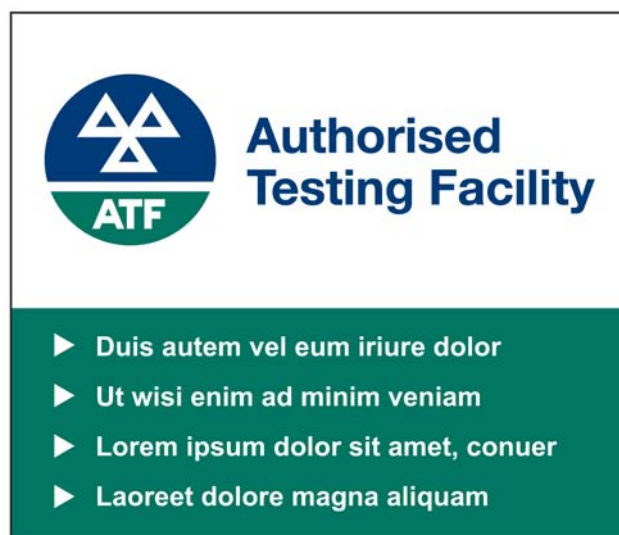 ATF
Authorised
Testing Facility
Duis autem vel eum iriure dolor
Ut wisi enim ad minim veniam
Lorem ipsum dolor sit amet, conuer
Laoreet dolore magna aliquam